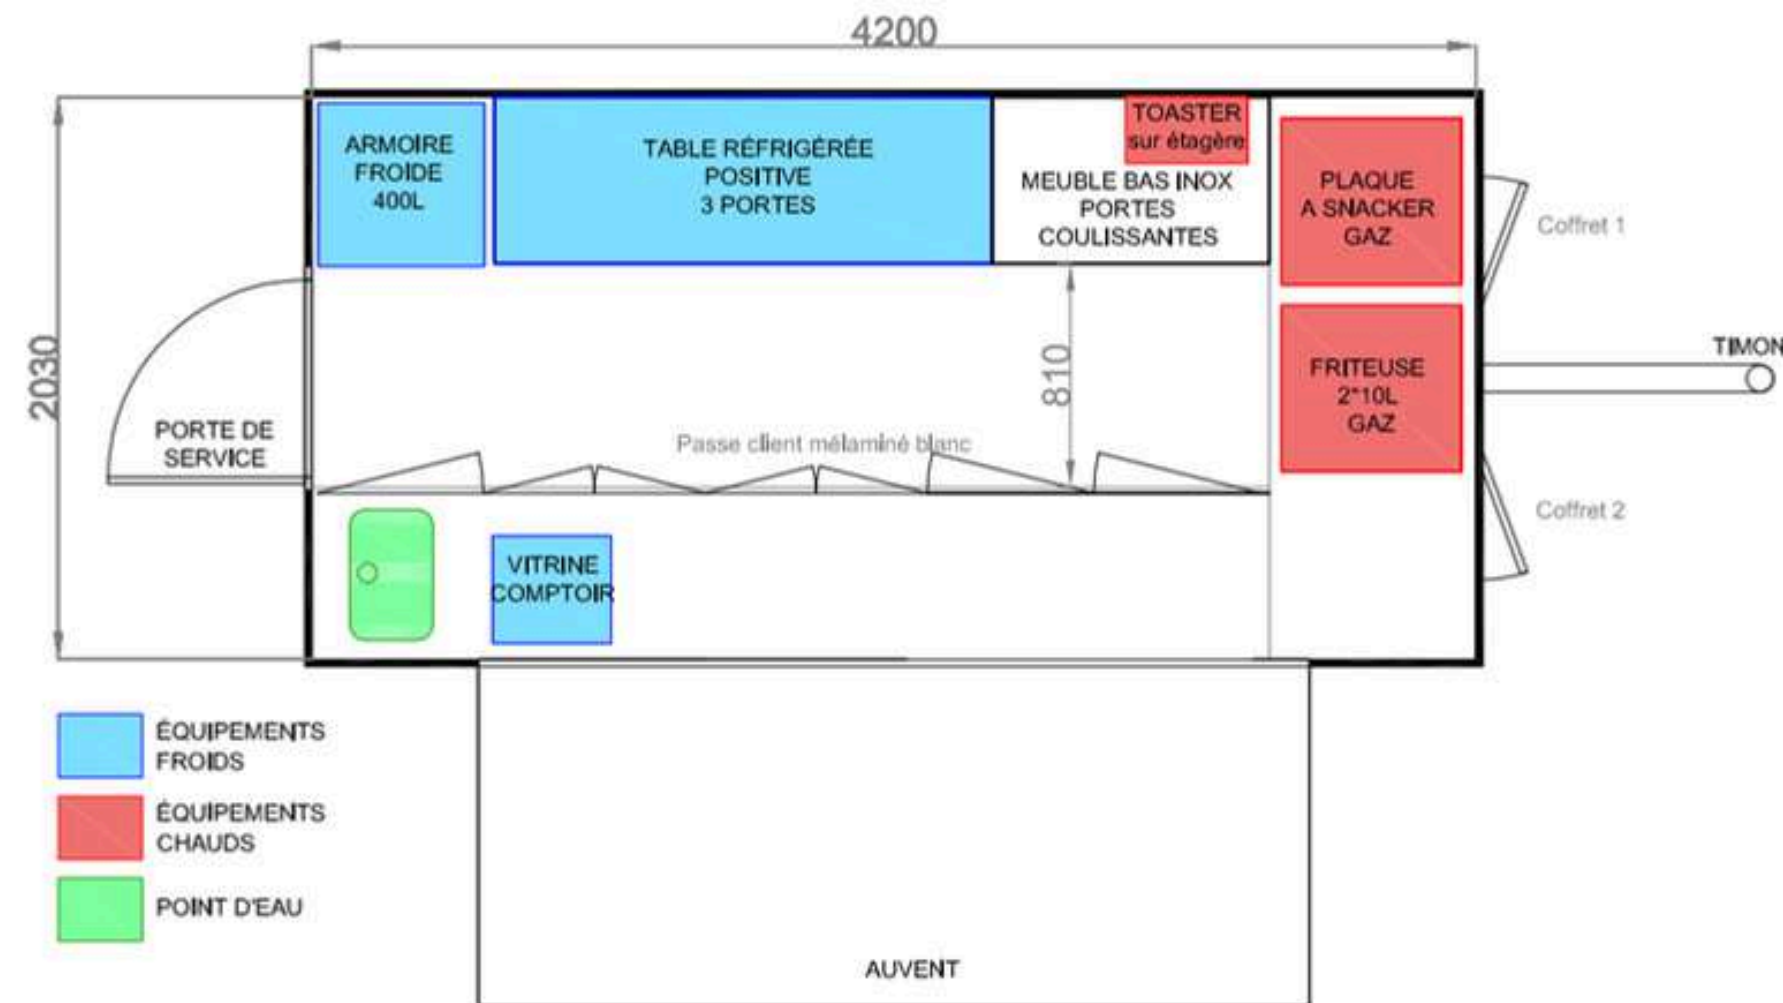 4200
ARMOIRE
FROIDE
400L
TABLE RÉFRIGÉRÉE
POSITIVE
3 PORTES
TOASTER
sur étagère
MEUBLE BAS INOX
PORTES
COULISSANTES
PLAQUE
A SNACKER
GAZ
Coffret 1
2030
810
FRITEUSE
2*10L
GAZ
TIMON
PORTE DE
SERVICE
Passe client mélaminé blanc
Coffret 2
VITRINE
COMPTOIR
ÉQUIPEMENTS
FROIDS
ÉQUIPEMENTS
CHAUDS
POINT D'EAU
AUVENT